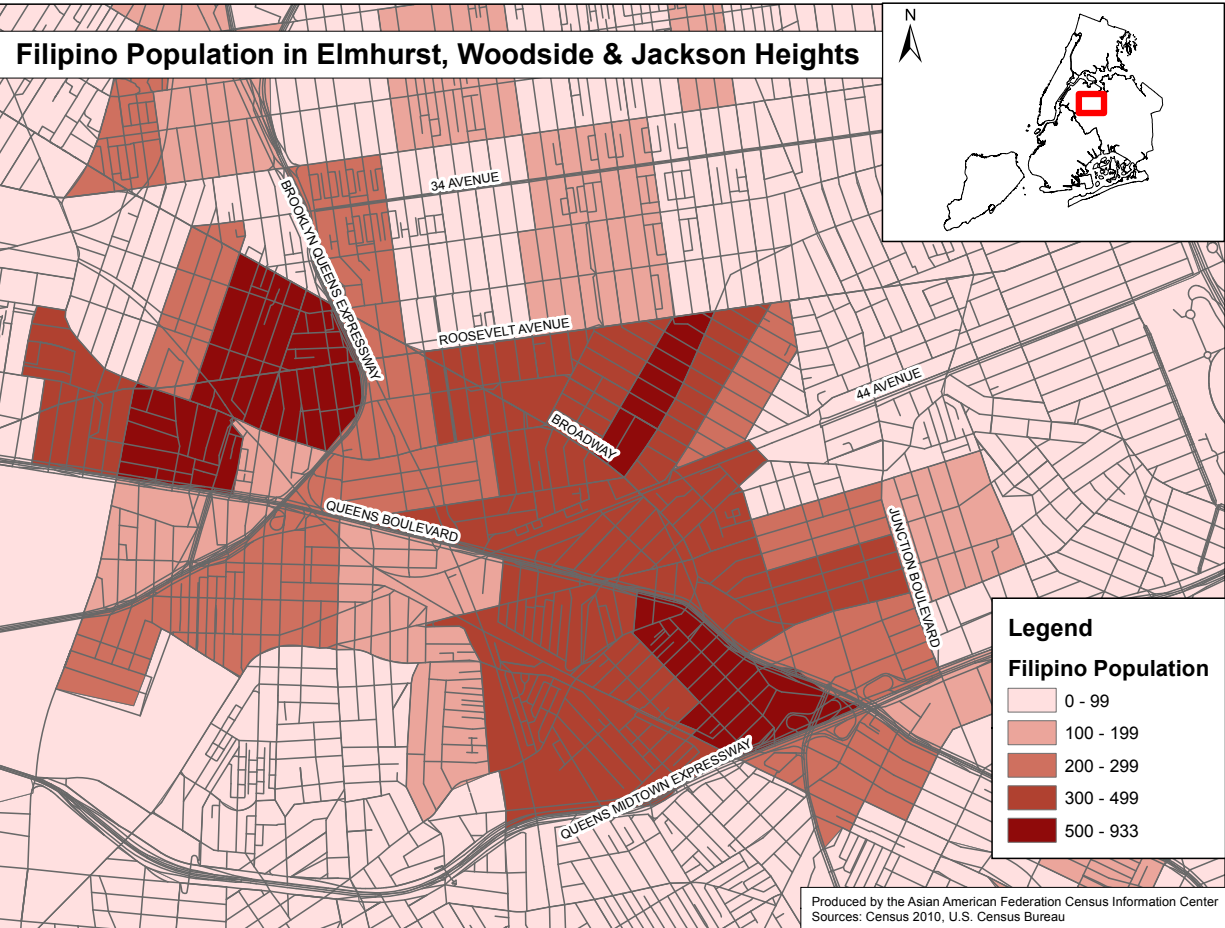 Filipino Population in Elmhurst, Woodside & Jackson Heights
N
34 AVENUE
BROOKLYN QUEENS EXPRESSWAY
ROOSEVELT AVENUE
44 AVENUE
BROADWAY
QUEENS BOULEVARD
JUNCTION BOULEVARD
QUEENS MIDTOWN EXPRESSWAY
Legend
Filipino Population
0 - 99
100 - 199
200 - 299
300 - 499
500 - 933
Produced by the Asian American Federation Census Information Center
Sources: Census 2010, U.S. Census Bureau